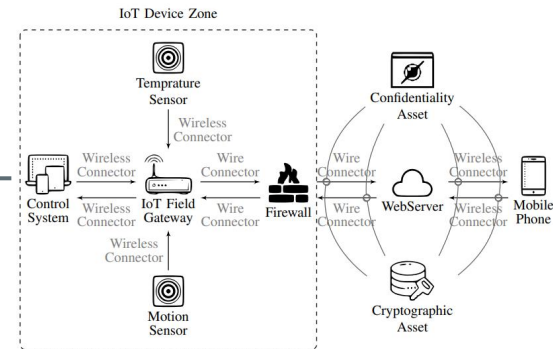 IoT Device Zone
Temprature
Sensor
Wireless
Connector
Confidentiality
Asset
Wireless
Connector
Wire
Connector
Wire
Connector
Wireless
Connector
Control
System
IoT Field
Gateway
Firewall
WebServer
Mobile
Phone
Wireless
Connector
Wire
Connector
Wire
Connector
Wireless
Connector
Wireless
Connector
Motion
Sensor
Cryptographic
Asset